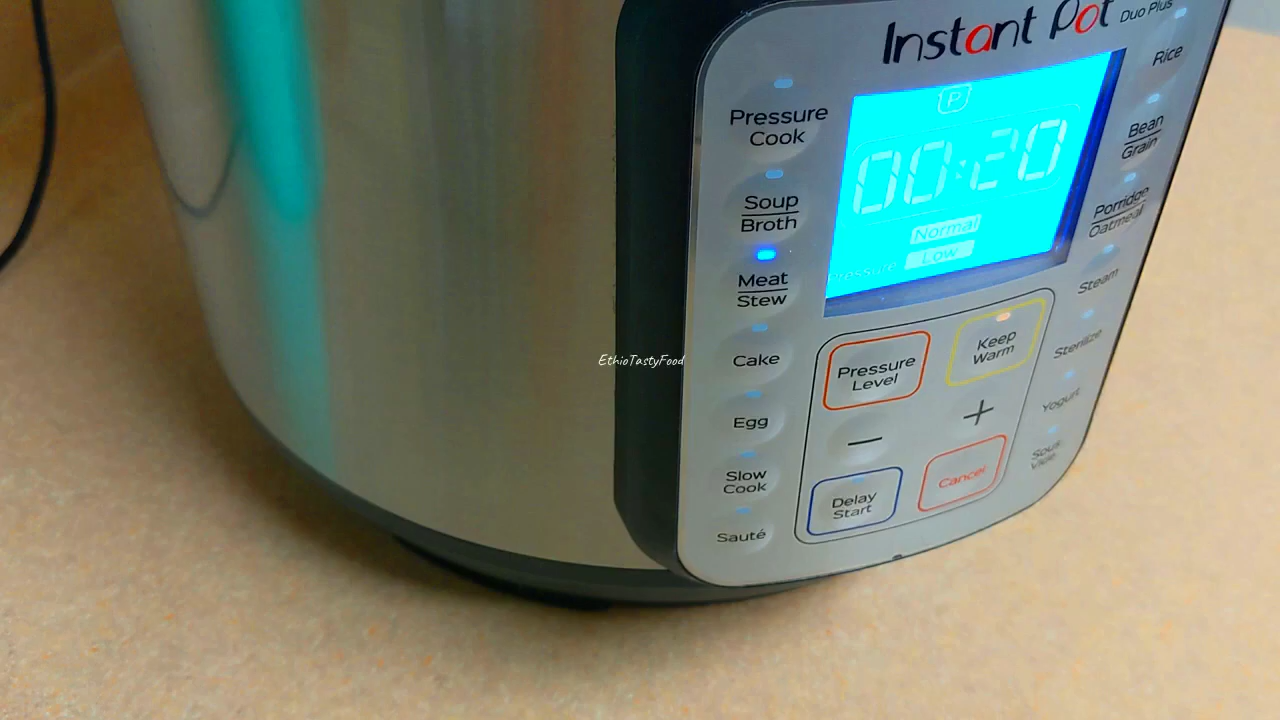 Instant Pot Duo Plus
Pressure
Cook
Soup
Broth
Meat
Stew
Cake
Egg
Slow
Cook
Sauté
P
00:20
Normal
Pressure Low
Pressure
Level
Keep
Warm
+
−
Delay
Start
Cancel
Rice
Bean
Grain
Porridge
Oatmeal
Steam
Sterilize
Yogurt
Sous
Vide
EthioTastyFood